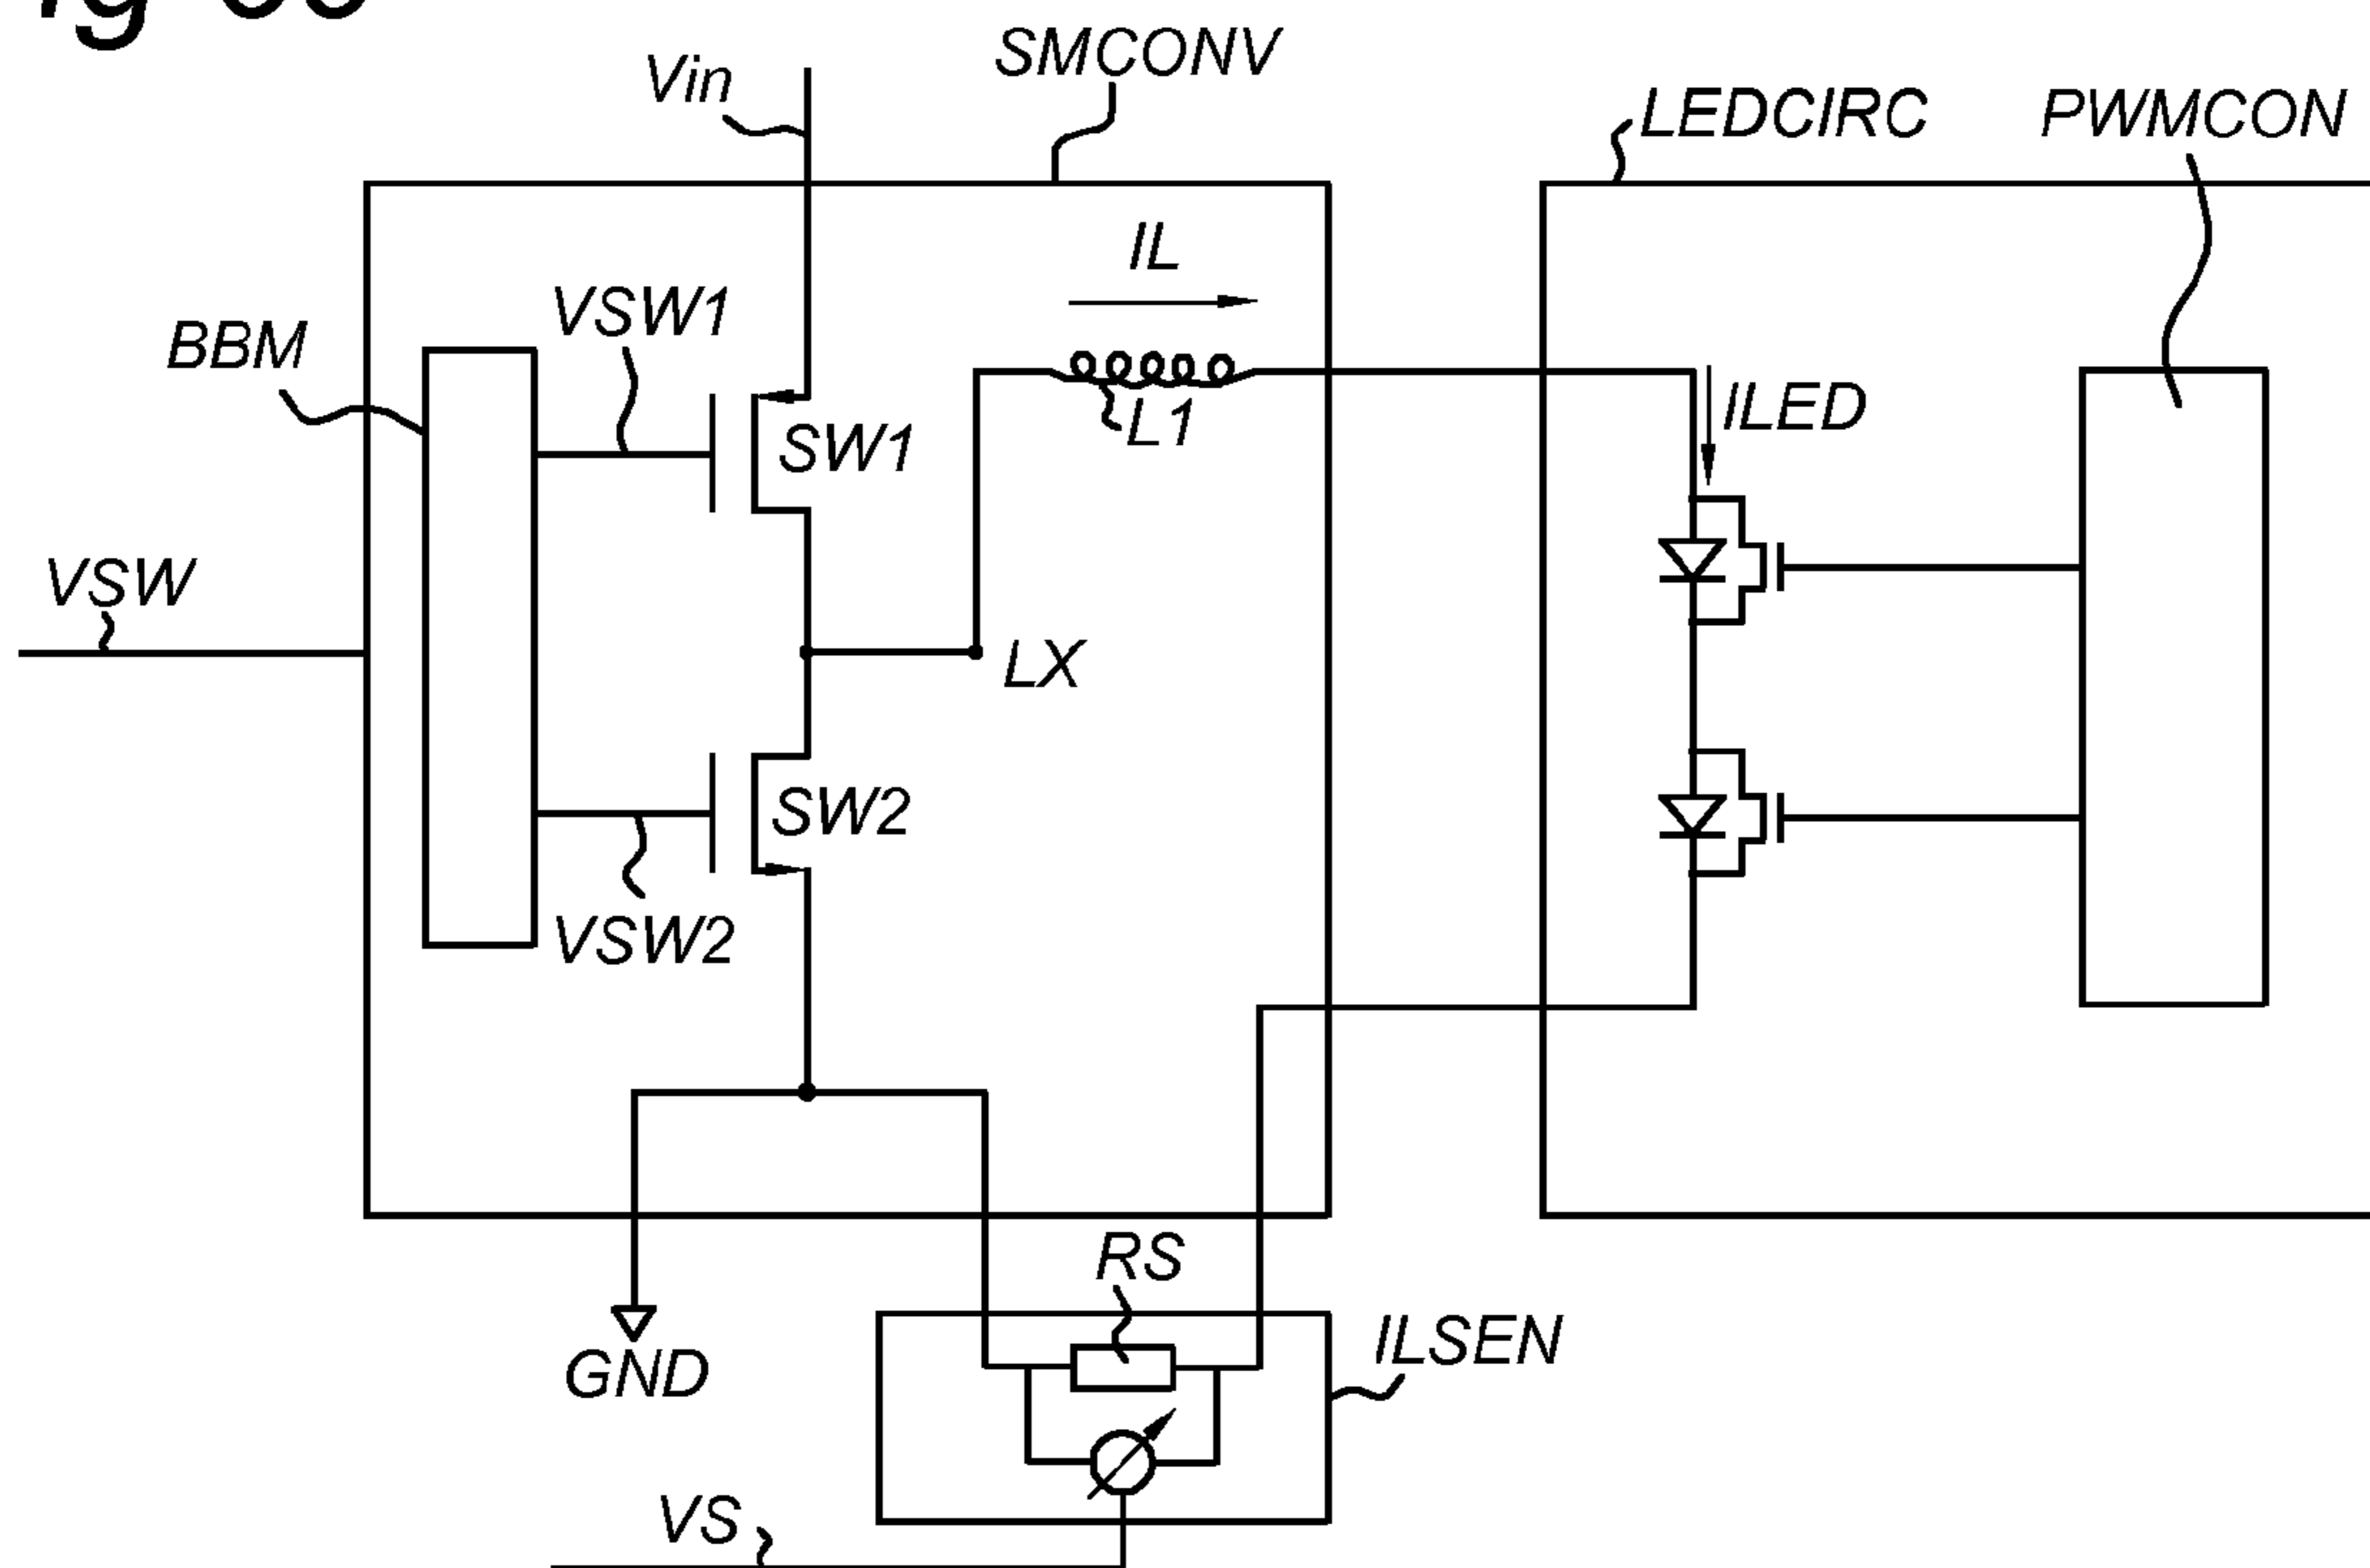 SMCONV
Vin
LEDCIRC
PWMCON
IL
VSW1
BBM
L1
ILED
SW1
VSW
LX
SW2
VSW2
RS
ILSEN
GND
VS